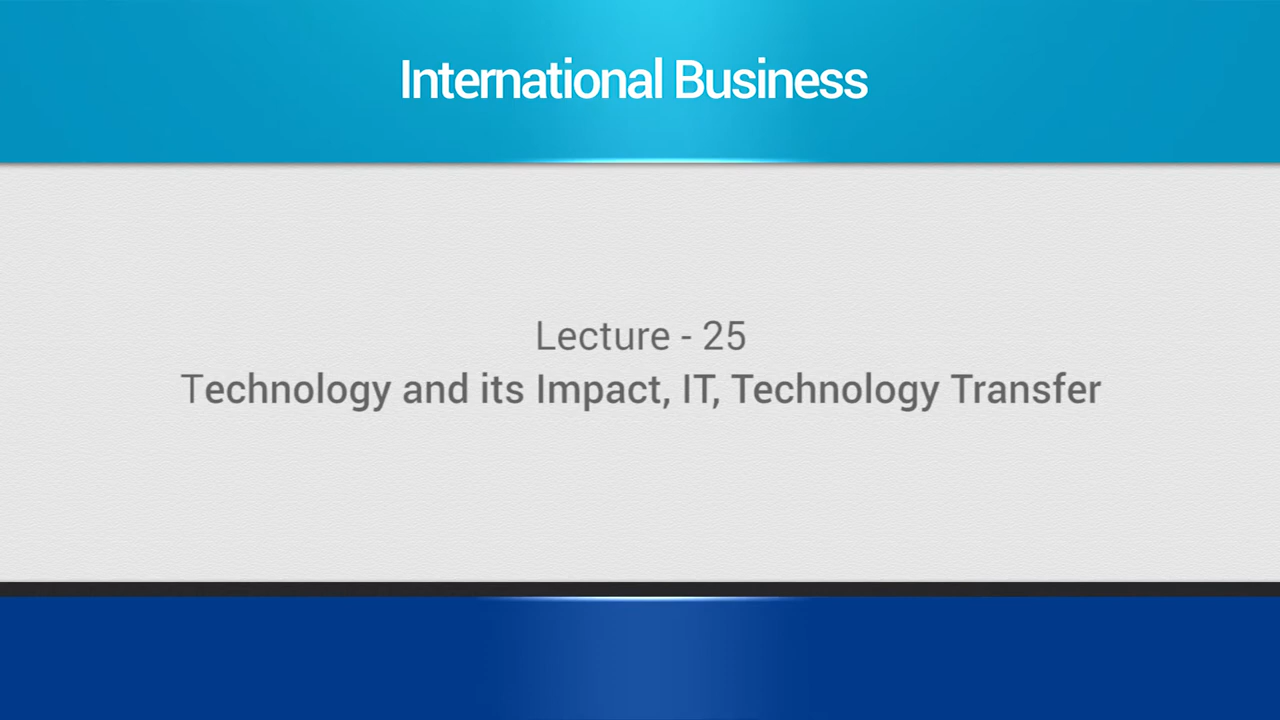 International Business
Lecture - 25
Technology and its Impact, IT, Technology Transfer